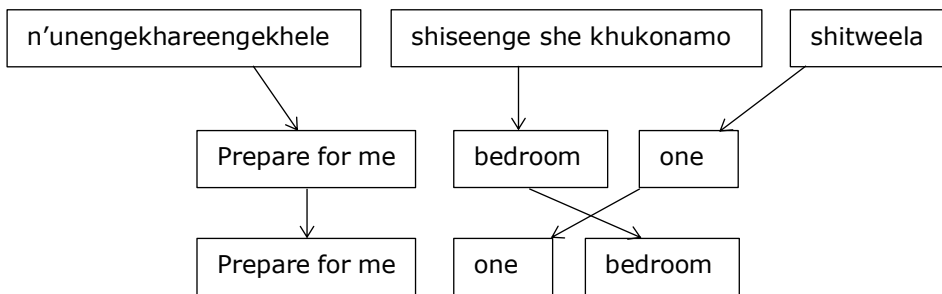 n’unengekhareengekhele shiseenge she khukonamo shitweela
Prepare for me bedroom one
Prepare for me one bedroom